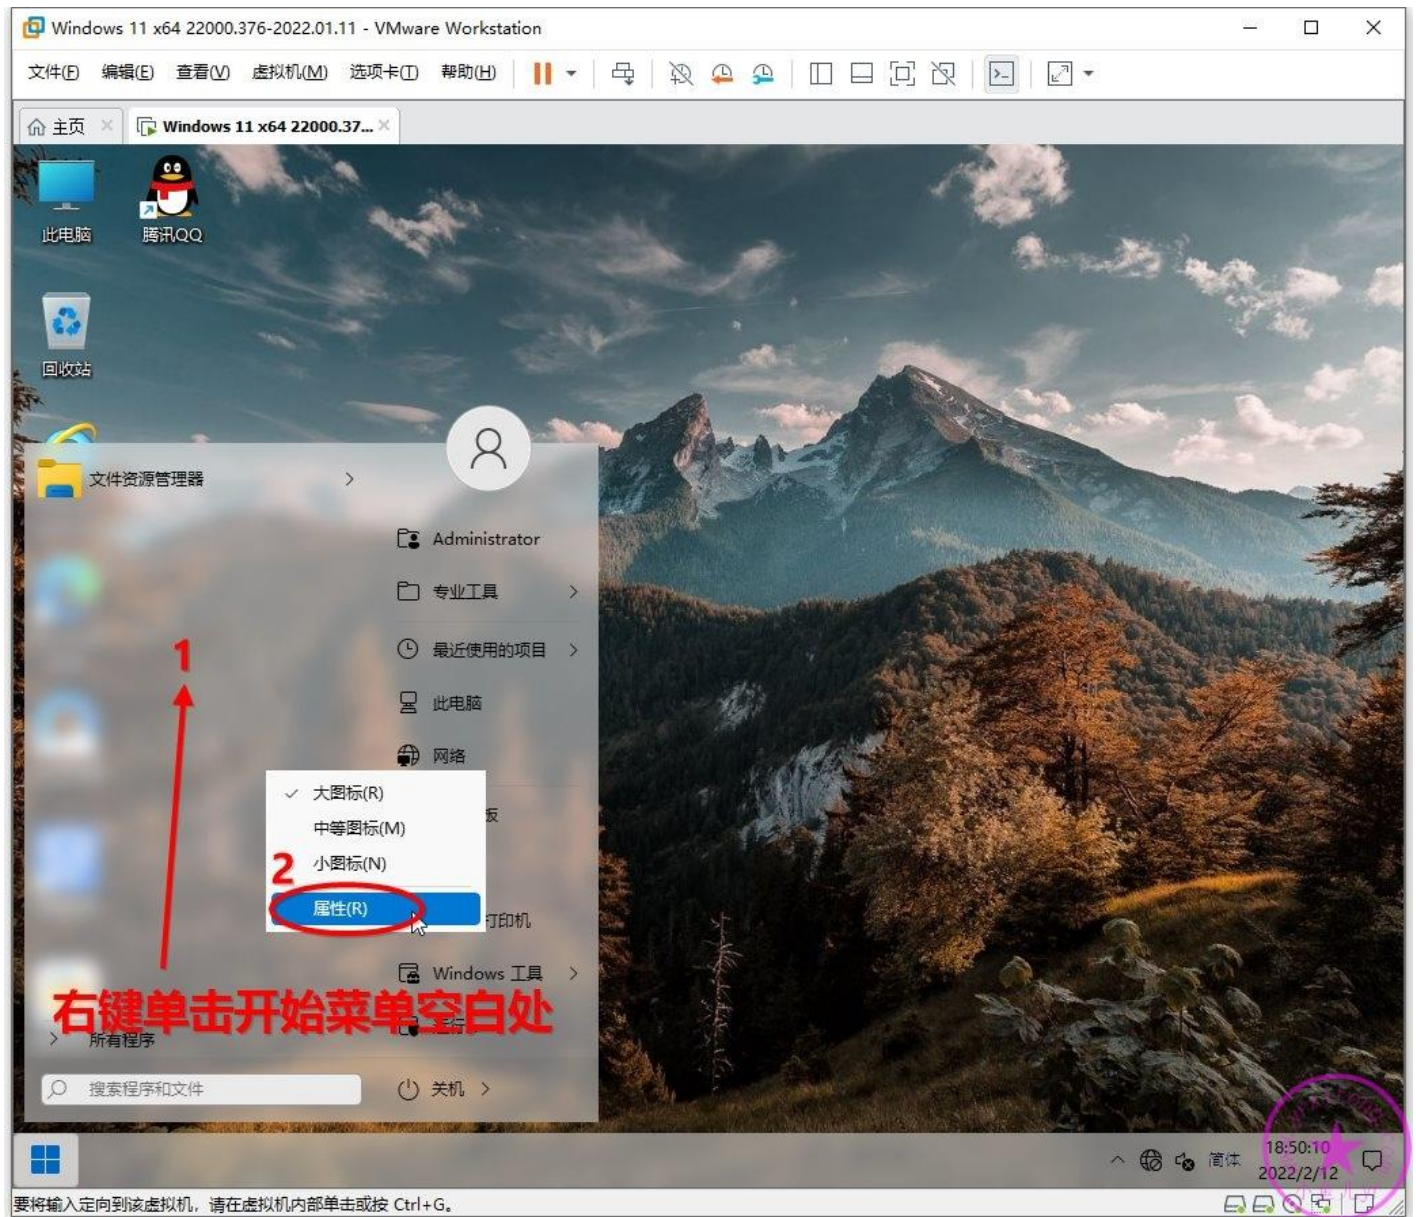 Windows 11 x64 22000.376-2022.01.11 - VMware Workstation
文件(F) 编辑(E) 查看(V) 虚拟机(M) 选项卡(T) 帮助(H)
主页 Windows 11 x64 22000.37...
此电脑 腾讯QQ
回收站
文件资源管理器
Administrator
专业工具
1
最近使用的项目
此电脑
网络
大图标(R)
板
中等图标(M)
2
小图标(N)
属性(R)
打印机
Windows 工具
右键单击开始菜单空白处
运行
所有程序
搜索程序和文件
关机
简体
18:50:10
2022/2/12
要将输入定向到该虚拟机，请在虚拟机内部单击或按 Ctrl+G。